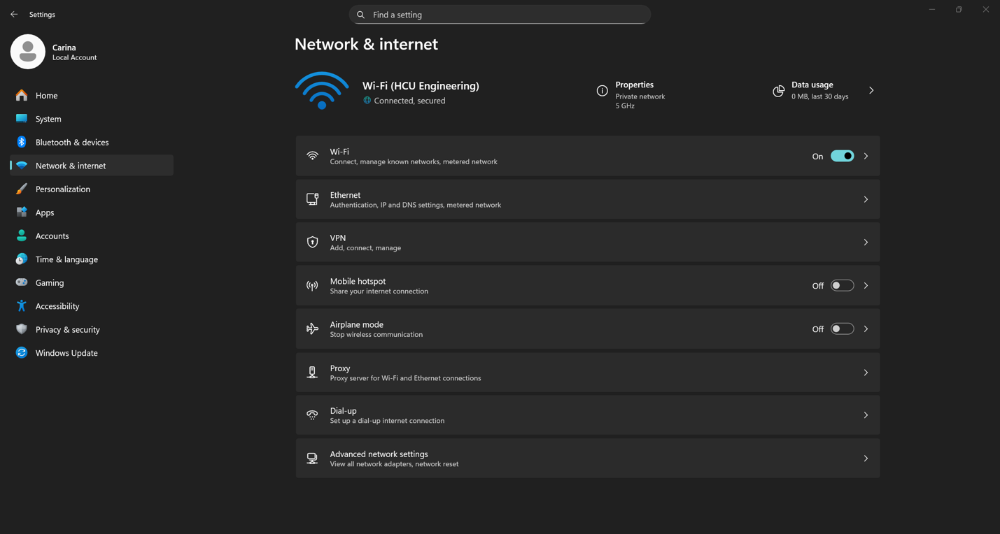 Settings
Find a setting
Carina
Local Account
Home
System
Bluetooth & devices
Network & internet
Personalization
Apps
Accounts
Time & language
Gaming
Accessibility
Privacy & security
Windows Update
Network & internet
Wi-Fi (HCU Engineering)
Connected, secured
Properties
Private network
5 GHz
Data usage
0 MB, last 30 days
Wi-Fi
Connect, manage known networks, metered network
On
Ethernet
Authentication, IP and DNS settings, metered network
VPN
Add, connect, manage
Mobile hotspot
Share your internet connection
Off
Airplane mode
Stop wireless communication
Off
Proxy
Proxy server for Wi-Fi and Ethernet connections
Dial-up
Set up a dial-up internet connection
Advanced network settings
View all network adapters, network reset